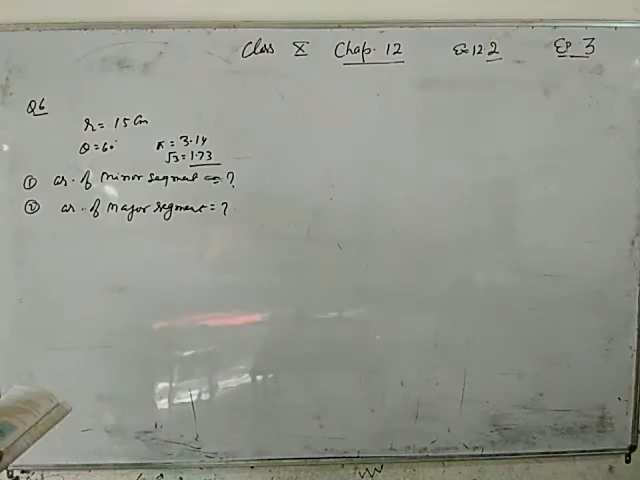 Class X Chap. 12 Ex 12.2 Ep 3
Q6
r = 15 cm
θ = 60° π = 3.14
√3 = 1.73
① ar. of minor segment = ?
② ar. of major segment = ?